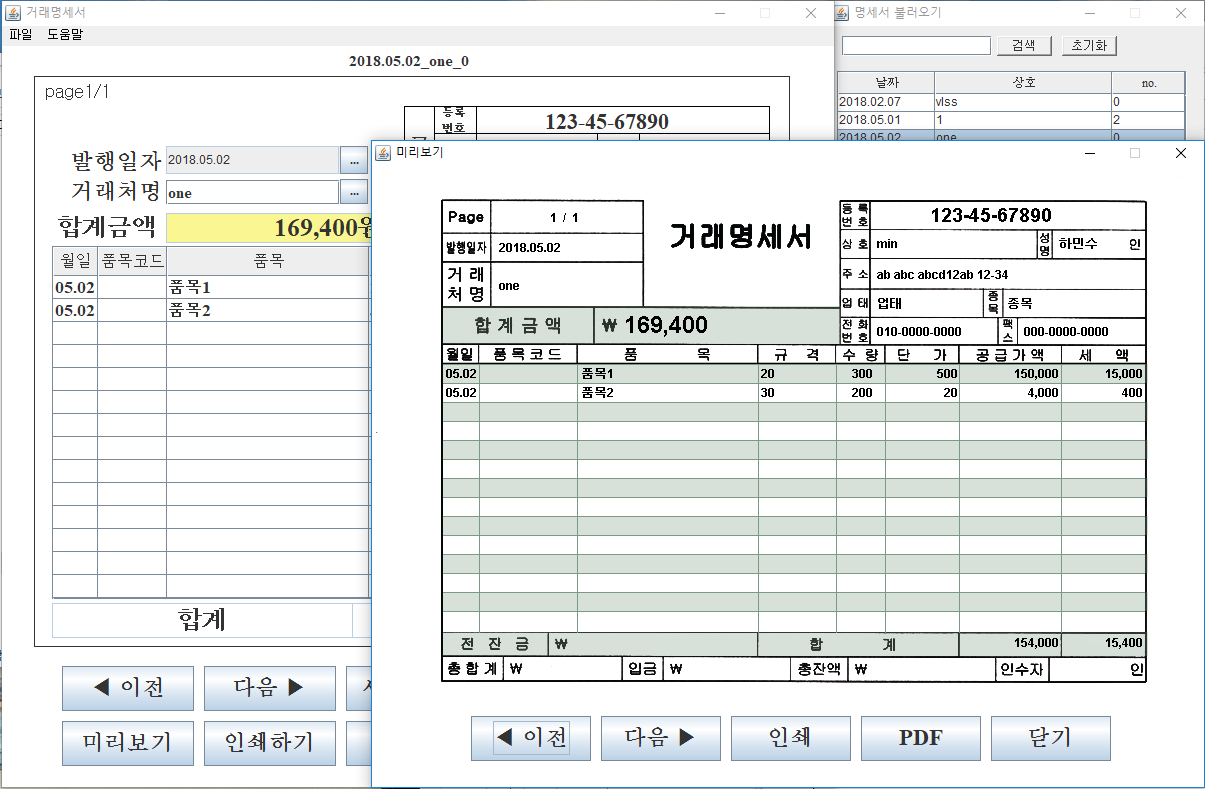 거래명세서
파일 도움말
2018.05.02_one_0
page1/1
등록번호 123-45-67890
발행일자 2018.05.02 ...
거래처명 one ...
합계금액 169,400원
월일 품목코드 품목
05.02 품목1
05.02 품목2
합계
◀ 이전 다음 ▶
미리보기 인쇄하기
명세서 불러오기
검색 초기화
날짜 상호 no.
2018.02.07 vlss 0
2018.05.01 1 2
2018.05.02 one 0
미리보기
Page 1 / 1
발행일자 2018.05.02
거래처명 one
거래명세서
등록번호 123-45-67890
상호 min 성명 하민수 인
주소 ab abc abcd12ab 12-34
업태 업태 종목 종목
전화번호 010-0000-0000 팩스 000-0000-0000
합계금액 ₩ 169,400
월일 품목코드 품목 규격 수량 단가 공급가액 세액
05.02 품목1 20 300 500 150,000 15,000
05.02 품목2 30 200 20 4,000 400
전잔금 ₩ 합계 154,000 15,400
총합계 ₩ 입금 ₩ 총잔액 ₩ 인수자 인
◀ 이전 다음 ▶ 인쇄 PDF 닫기